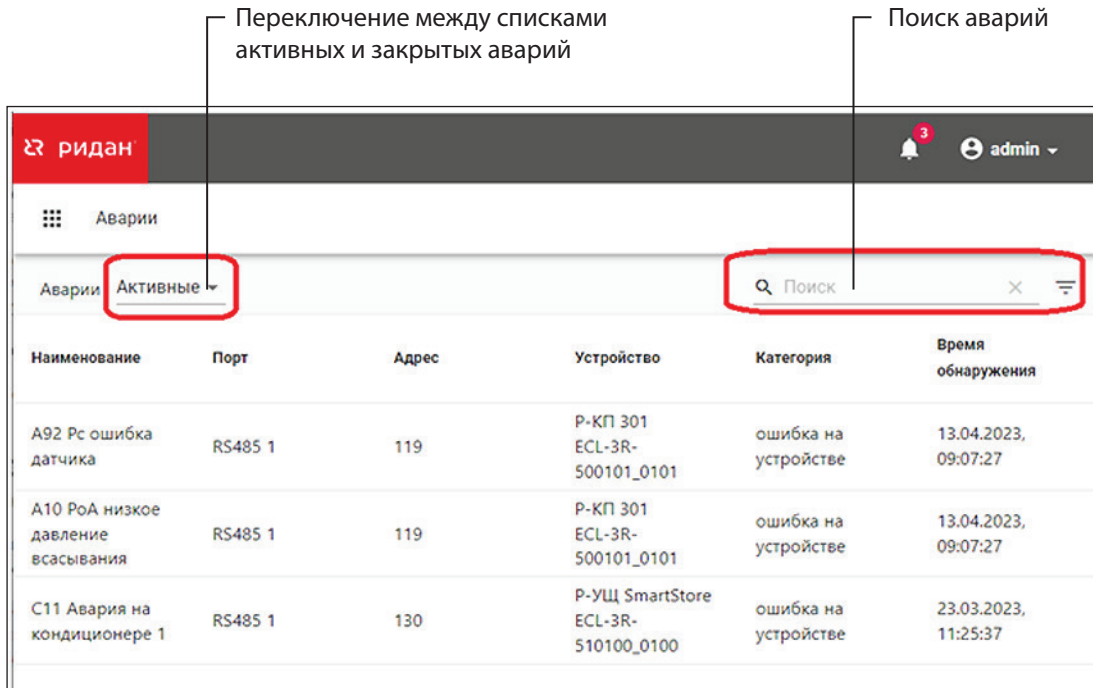 Переключение между списками
активных и закрытых аварий
Поиск аварий
ридан
3
admin
Аварии
Аварии Активные
Поиск
Наименование Порт Адрес Устройство Категория Время
обнаружения
A92 Pc ошибка
датчика
RS485 1
119
Р-КП 301
ECL-3R-
500101_0101
ошибка на
устройстве
13.04.2023,
09:07:27
A10 PoA низкое
давление
всасывания
RS485 1
119
Р-КП 301
ECL-3R-
500101_0101
ошибка на
устройстве
13.04.2023,
09:07:27
C11 Авария на
кондиционере 1
RS485 1
130
Р-УЩ SmartStore
ECL-3R-
510100_0100
ошибка на
устройстве
23.03.2023,
11:25:37